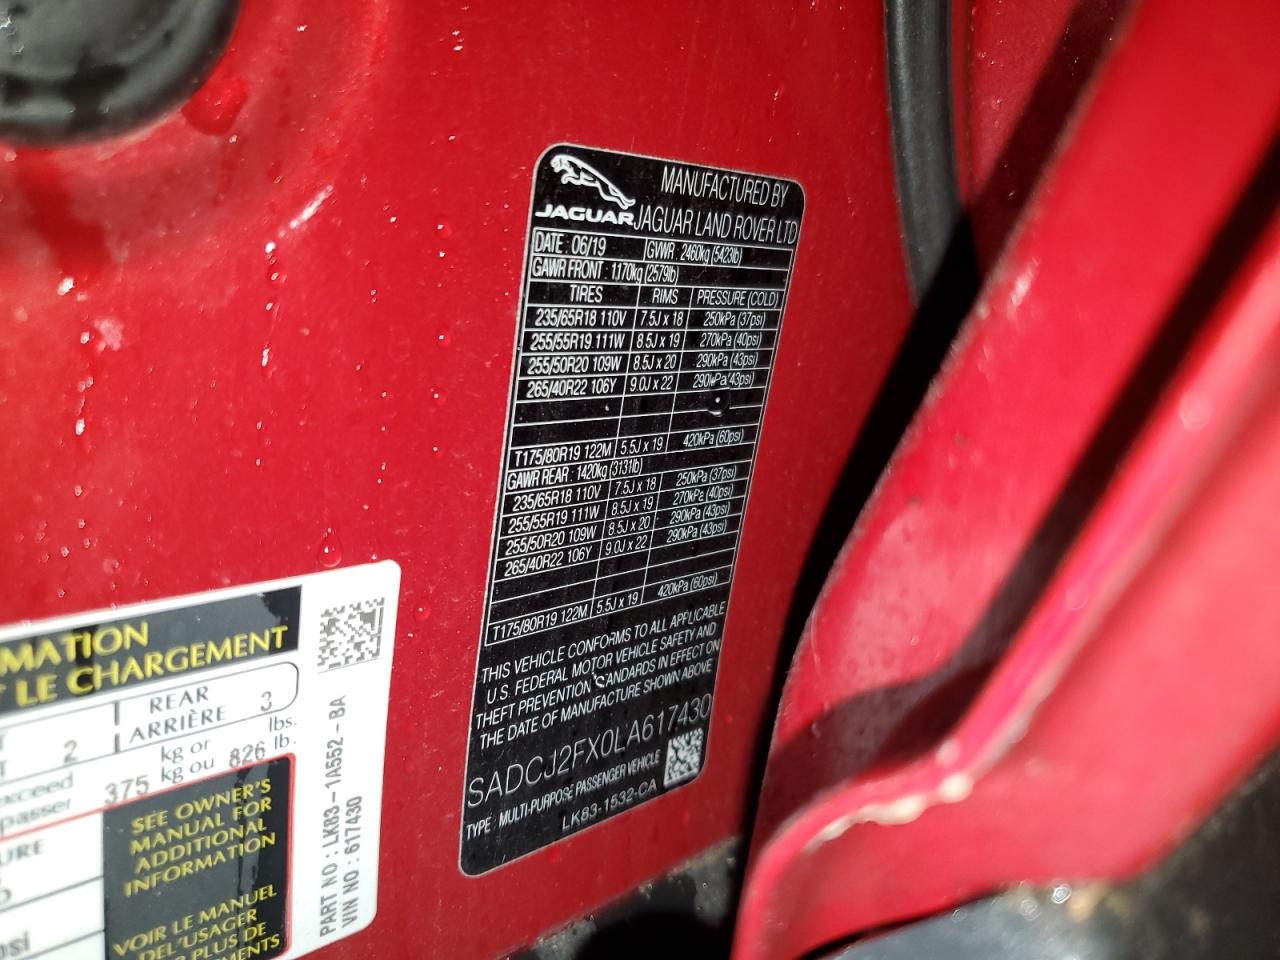 JAGUAR
MANUFACTURED BY
JAGUAR LAND ROVER LTD
DATE : 06/19 GVWR : 2460kg (5423lb)
GAWR FRONT : 1170kg (2579lb)
TIRES RIMS PRESSURE (COLD)
235/65R18 110V 7.5J x 18 250kPa (37psi)
255/55R19 111W 8.5J x 19 270kPa (40psi)
255/50R20 109W 8.5J x 20 290kPa (43psi)
265/40R22 106Y 9.0J x 22 290kPa (43psi)
T175/80R19 122M 5.5J x 19 420kPa (60psi)
GAWR REAR : 1420kg (3131lb)
235/65R18 110V 7.5J x 18 250kPa (37psi)
255/55R19 111W 8.5J x 19 270kPa (40psi)
255/50R20 109W 8.5J x 20 290kPa (43psi)
265/40R22 106Y 9.0J x 22 290kPa (43psi)
T175/80R19 122M 5.5J x 19 420kPa (60psi)
THIS VEHICLE CONFORMS TO ALL APPLICABLE
U.S. FEDERAL MOTOR VEHICLE SAFETY AND
THEFT PREVENTION STANDARDS IN EFFECT ON
THE DATE OF MANUFACTURE SHOWN ABOVE
SADCJ2FX0LA617430
TYPE : MULTI-PURPOSE PASSENGER VEHICLE
LK83-1532-CA
MATION
LE CHARGEMENT
2 REAR
ARRIÈRE 3
exceed 375 kg or 826 lbs.
passer kg ou lb.
SEE OWNER'S
MANUAL FOR
ADDITIONAL
INFORMATION
VOIR LE MANUEL
DE L'USAGER
PLUS DE
URE
psi
PART NO : LK83-1A552-BA
VIN NO : 617430